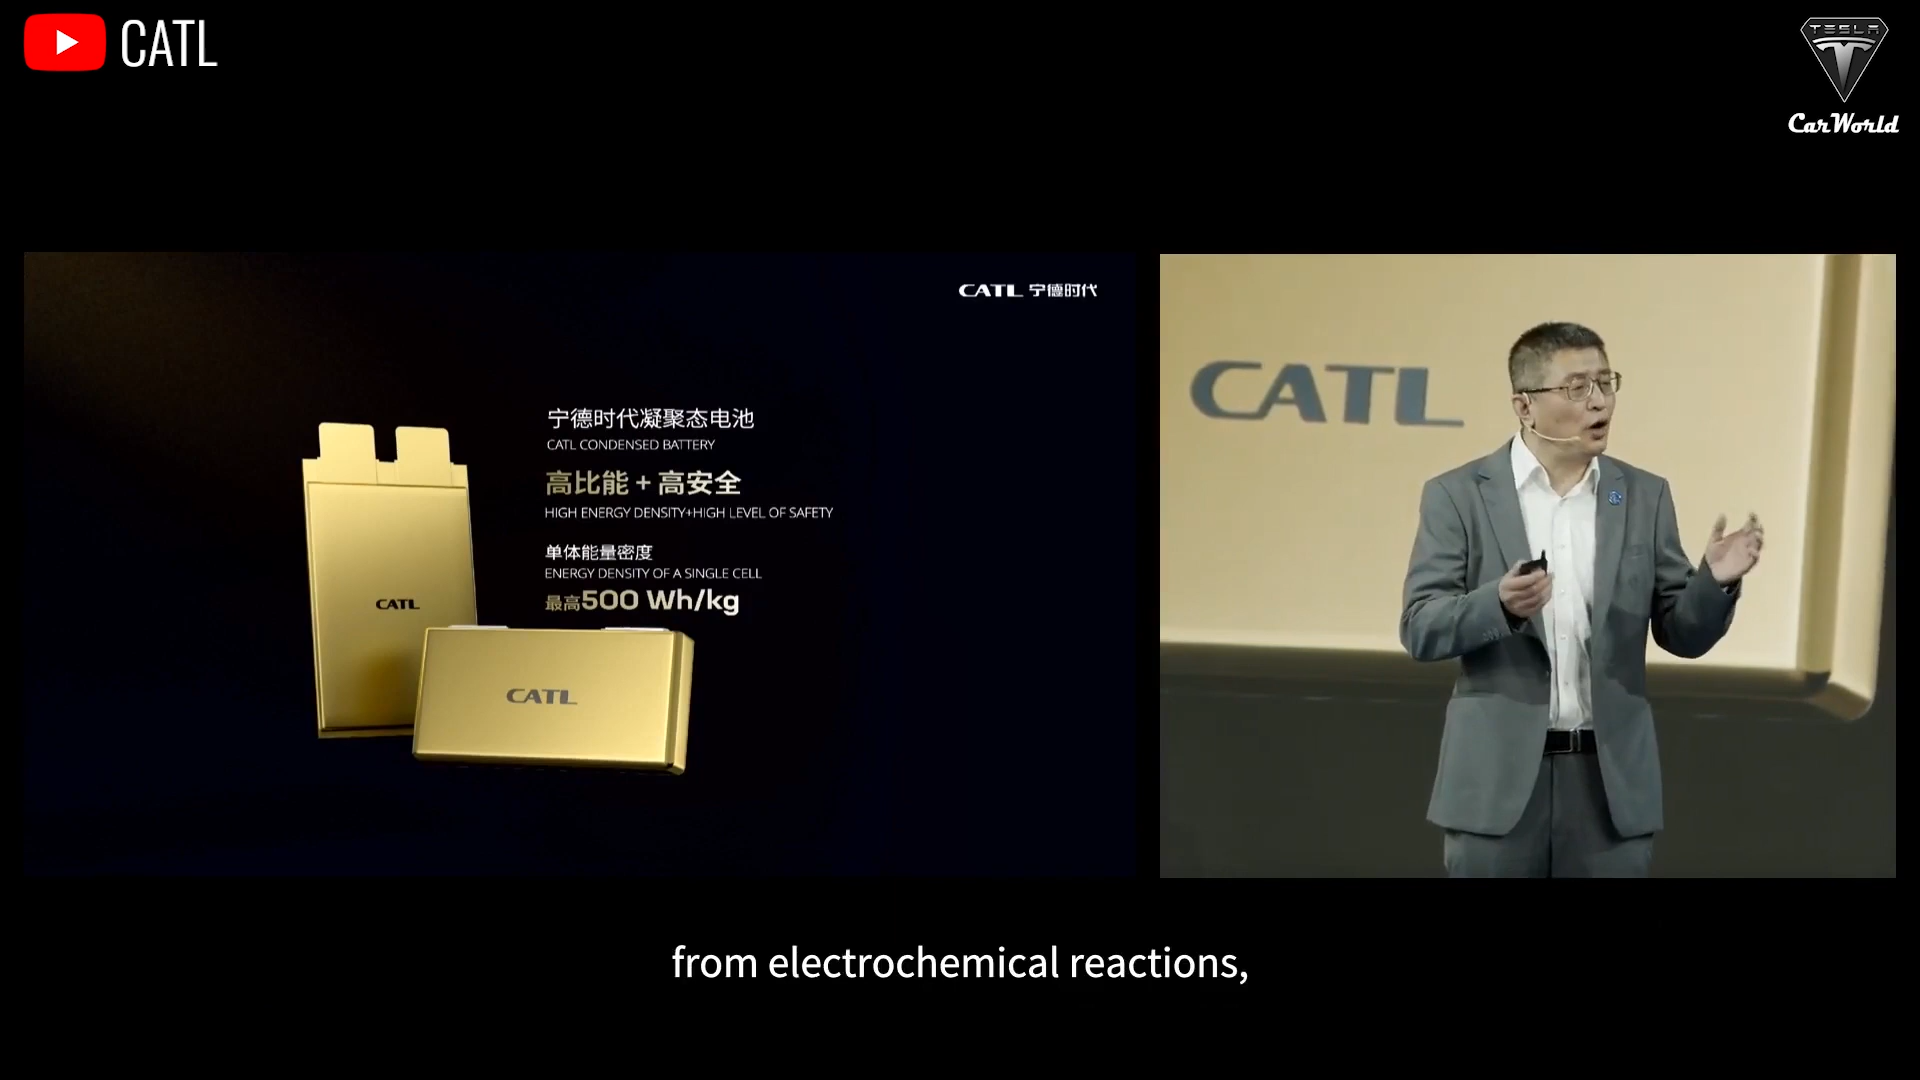 CATL
TESLA
CarWorld
CATL 宁德时代
宁德时代凝聚态电池
CATL CONDENSED BATTERY
高比能+高安全
HIGH ENERGY DENSITY+HIGH LEVEL OF SAFETY
单体能量密度
ENERGY DENSITY OF A SINGLE CELL
最高500 Wh/kg
CATL
CATL
CATL
from electrochemical reactions,